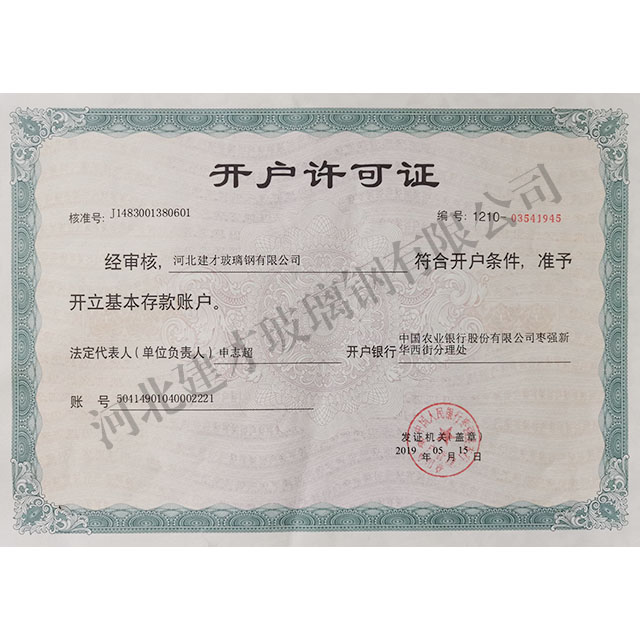 开户许可证
核准号: J1483001380601 编号: 1210-03541945
经审核, 河北建才玻璃钢有限公司 符合开户条件, 准予
开立基本存款账户。
法定代表人(单位负责人) 申志超 开户银行 中国农业银行股份有限公司枣强新
华西街分理处
账号 50414901040002221
发证机关(盖章)
2019 年 05 月 15 日
河北建才玻璃钢有限公司